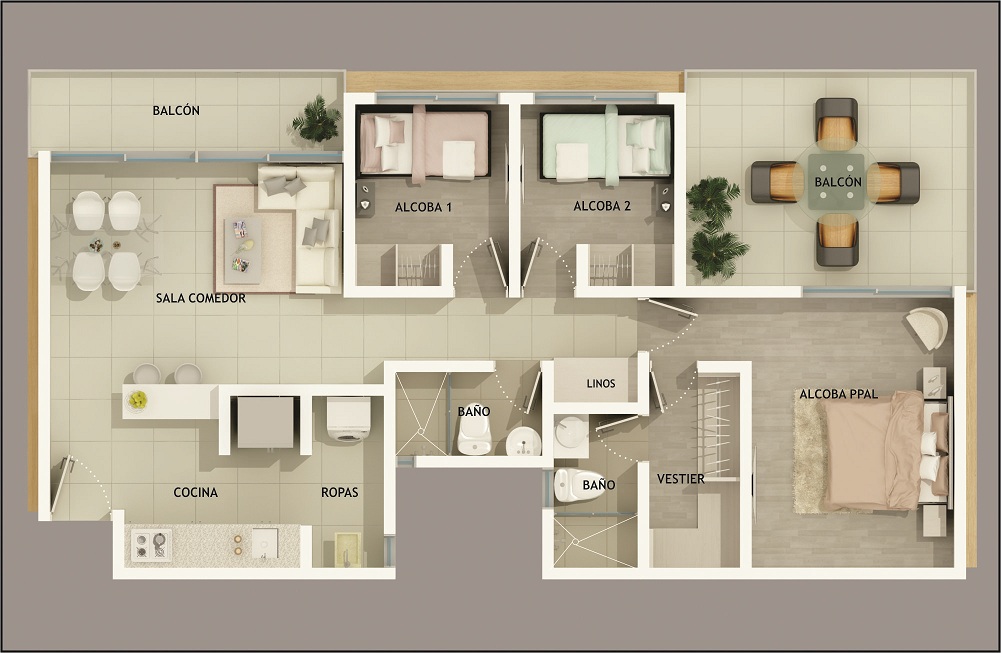 BALCÓN
BALCÓN
ALCOBA 1
ALCOBA 2
SALA COMEDOR
LINOS
ALCOBA PPAL
BAÑO
COCINA
ROPAS
BAÑO
VESTIER